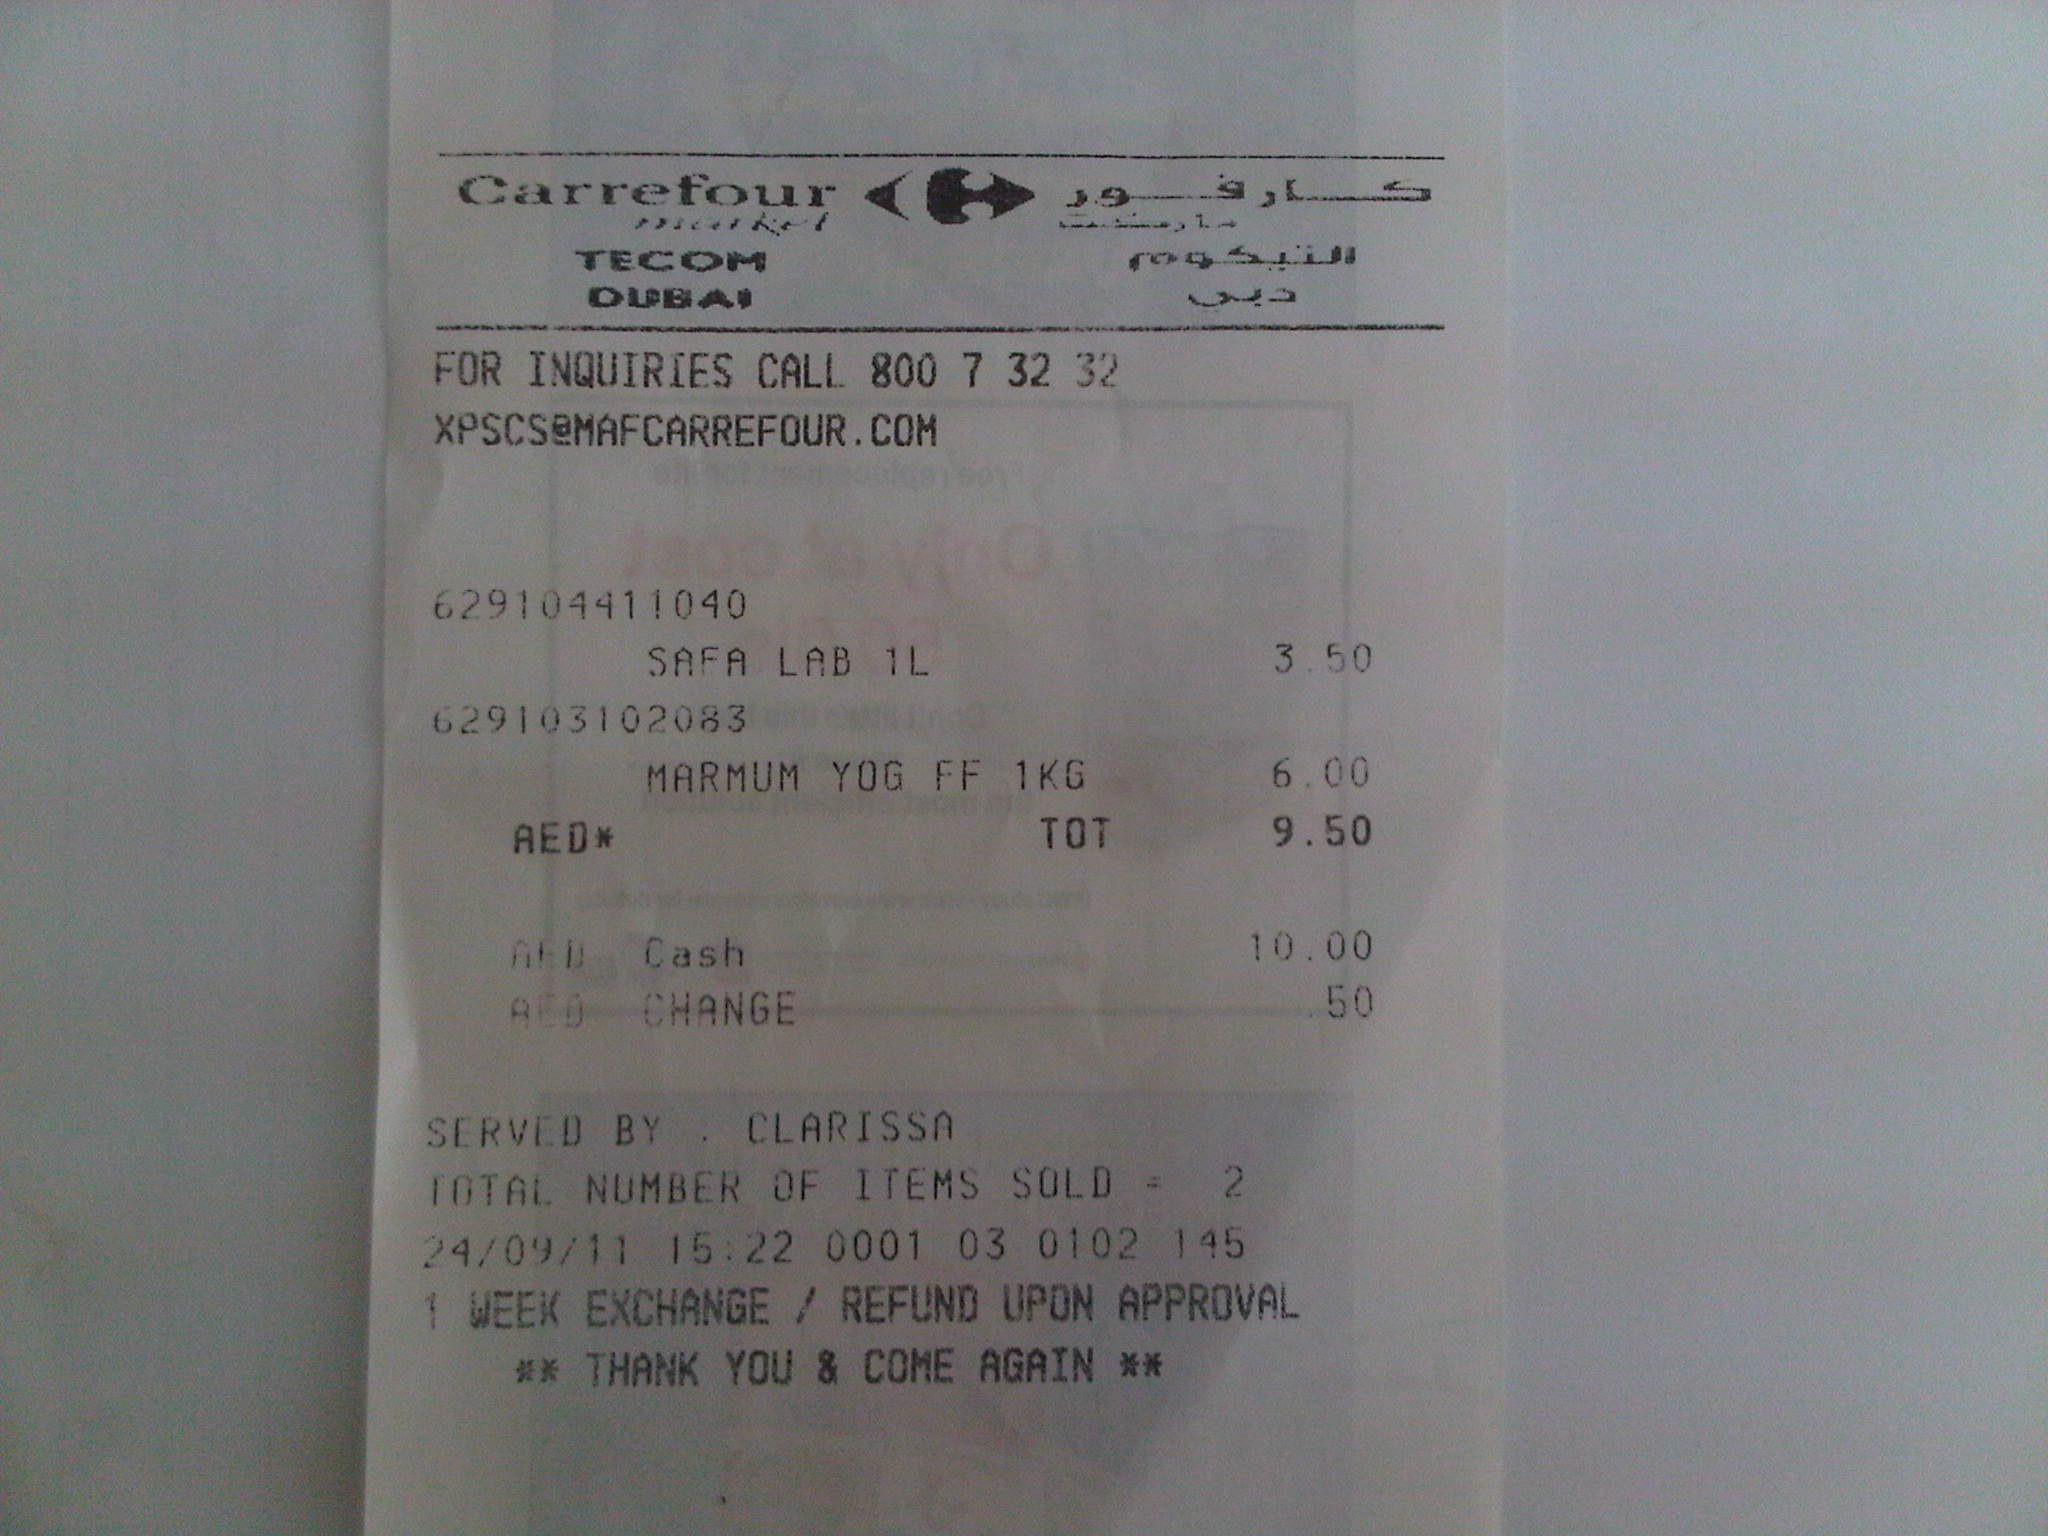 Carrefour كارفور
market ماركت
TECOM التيكوم
DUBAI دبي
FOR INQUIRIES CALL 800 7 32 32
XPSCS@MAFCARREFOUR.COM
629104411040
SAFA LAB 1L 3.50
629103102083
MARMUM YOG FF 1KG 6.00
AED* TOT 9.50
AED Cash 10.00
AED CHANGE .50
SERVED BY : CLARISSA
TOTAL NUMBER OF ITEMS SOLD = 2
24/09/11 15:22 0001 03 0102 145
1 WEEK EXCHANGE / REFUND UPON APPROVAL
** THANK YOU & COME AGAIN **
Only at cost